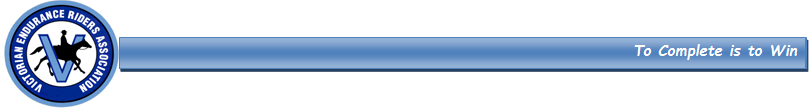 VICTORIAN ENDURANCE RIDERS ASSOCIATION
V
To Complete is to Win